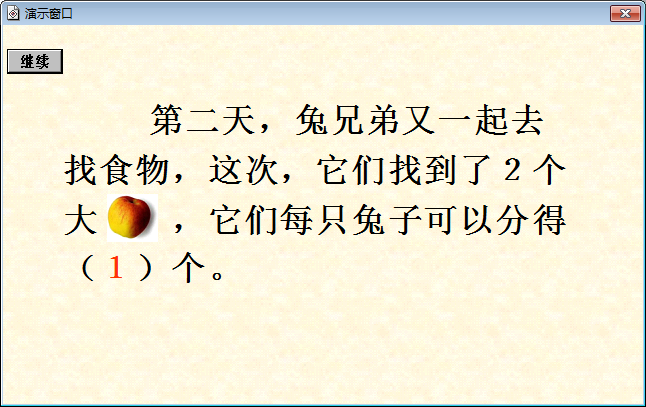 演示窗口
继续
第二天，兔兄弟又一起去
找食物，这次，它们找到了２个
大，它们每只兔子可以分得
（１）个。